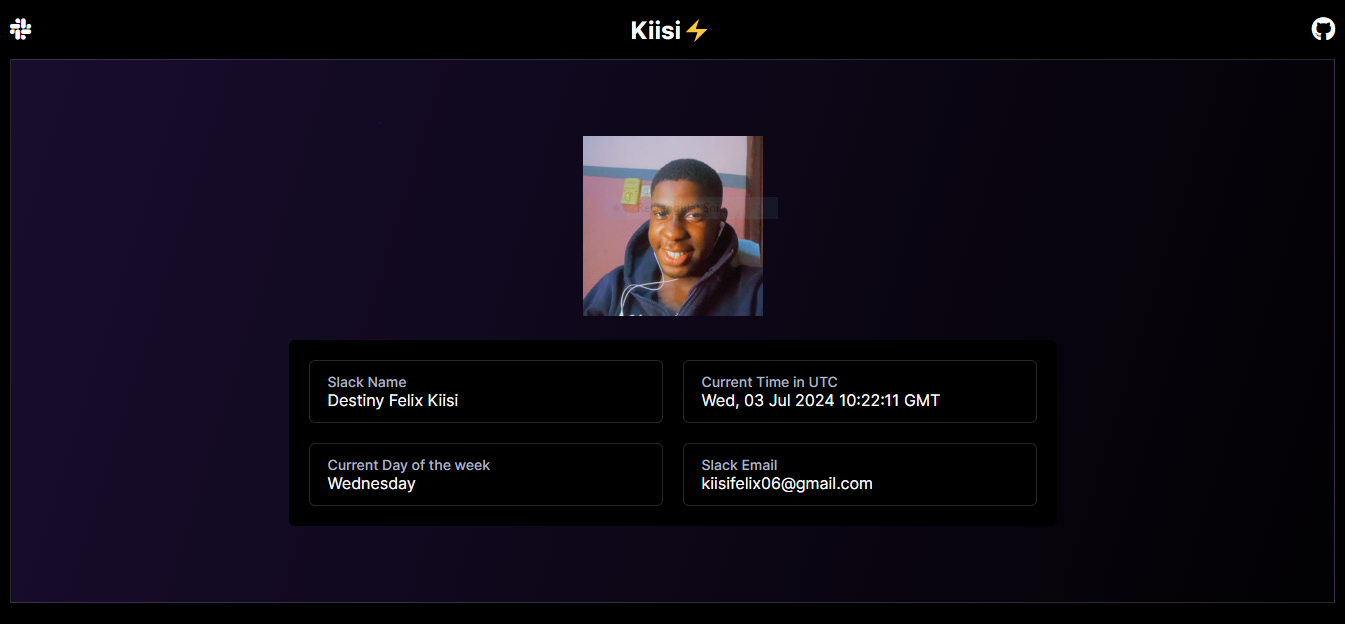 Kiisi⚡
Slack Name
Destiny Felix Kiisi
Current Time in UTC
Wed, 03 Jul 2024 10:22:11 GMT
Current Day of the week
Wednesday
Slack Email
kiisifelix06@gmail.com